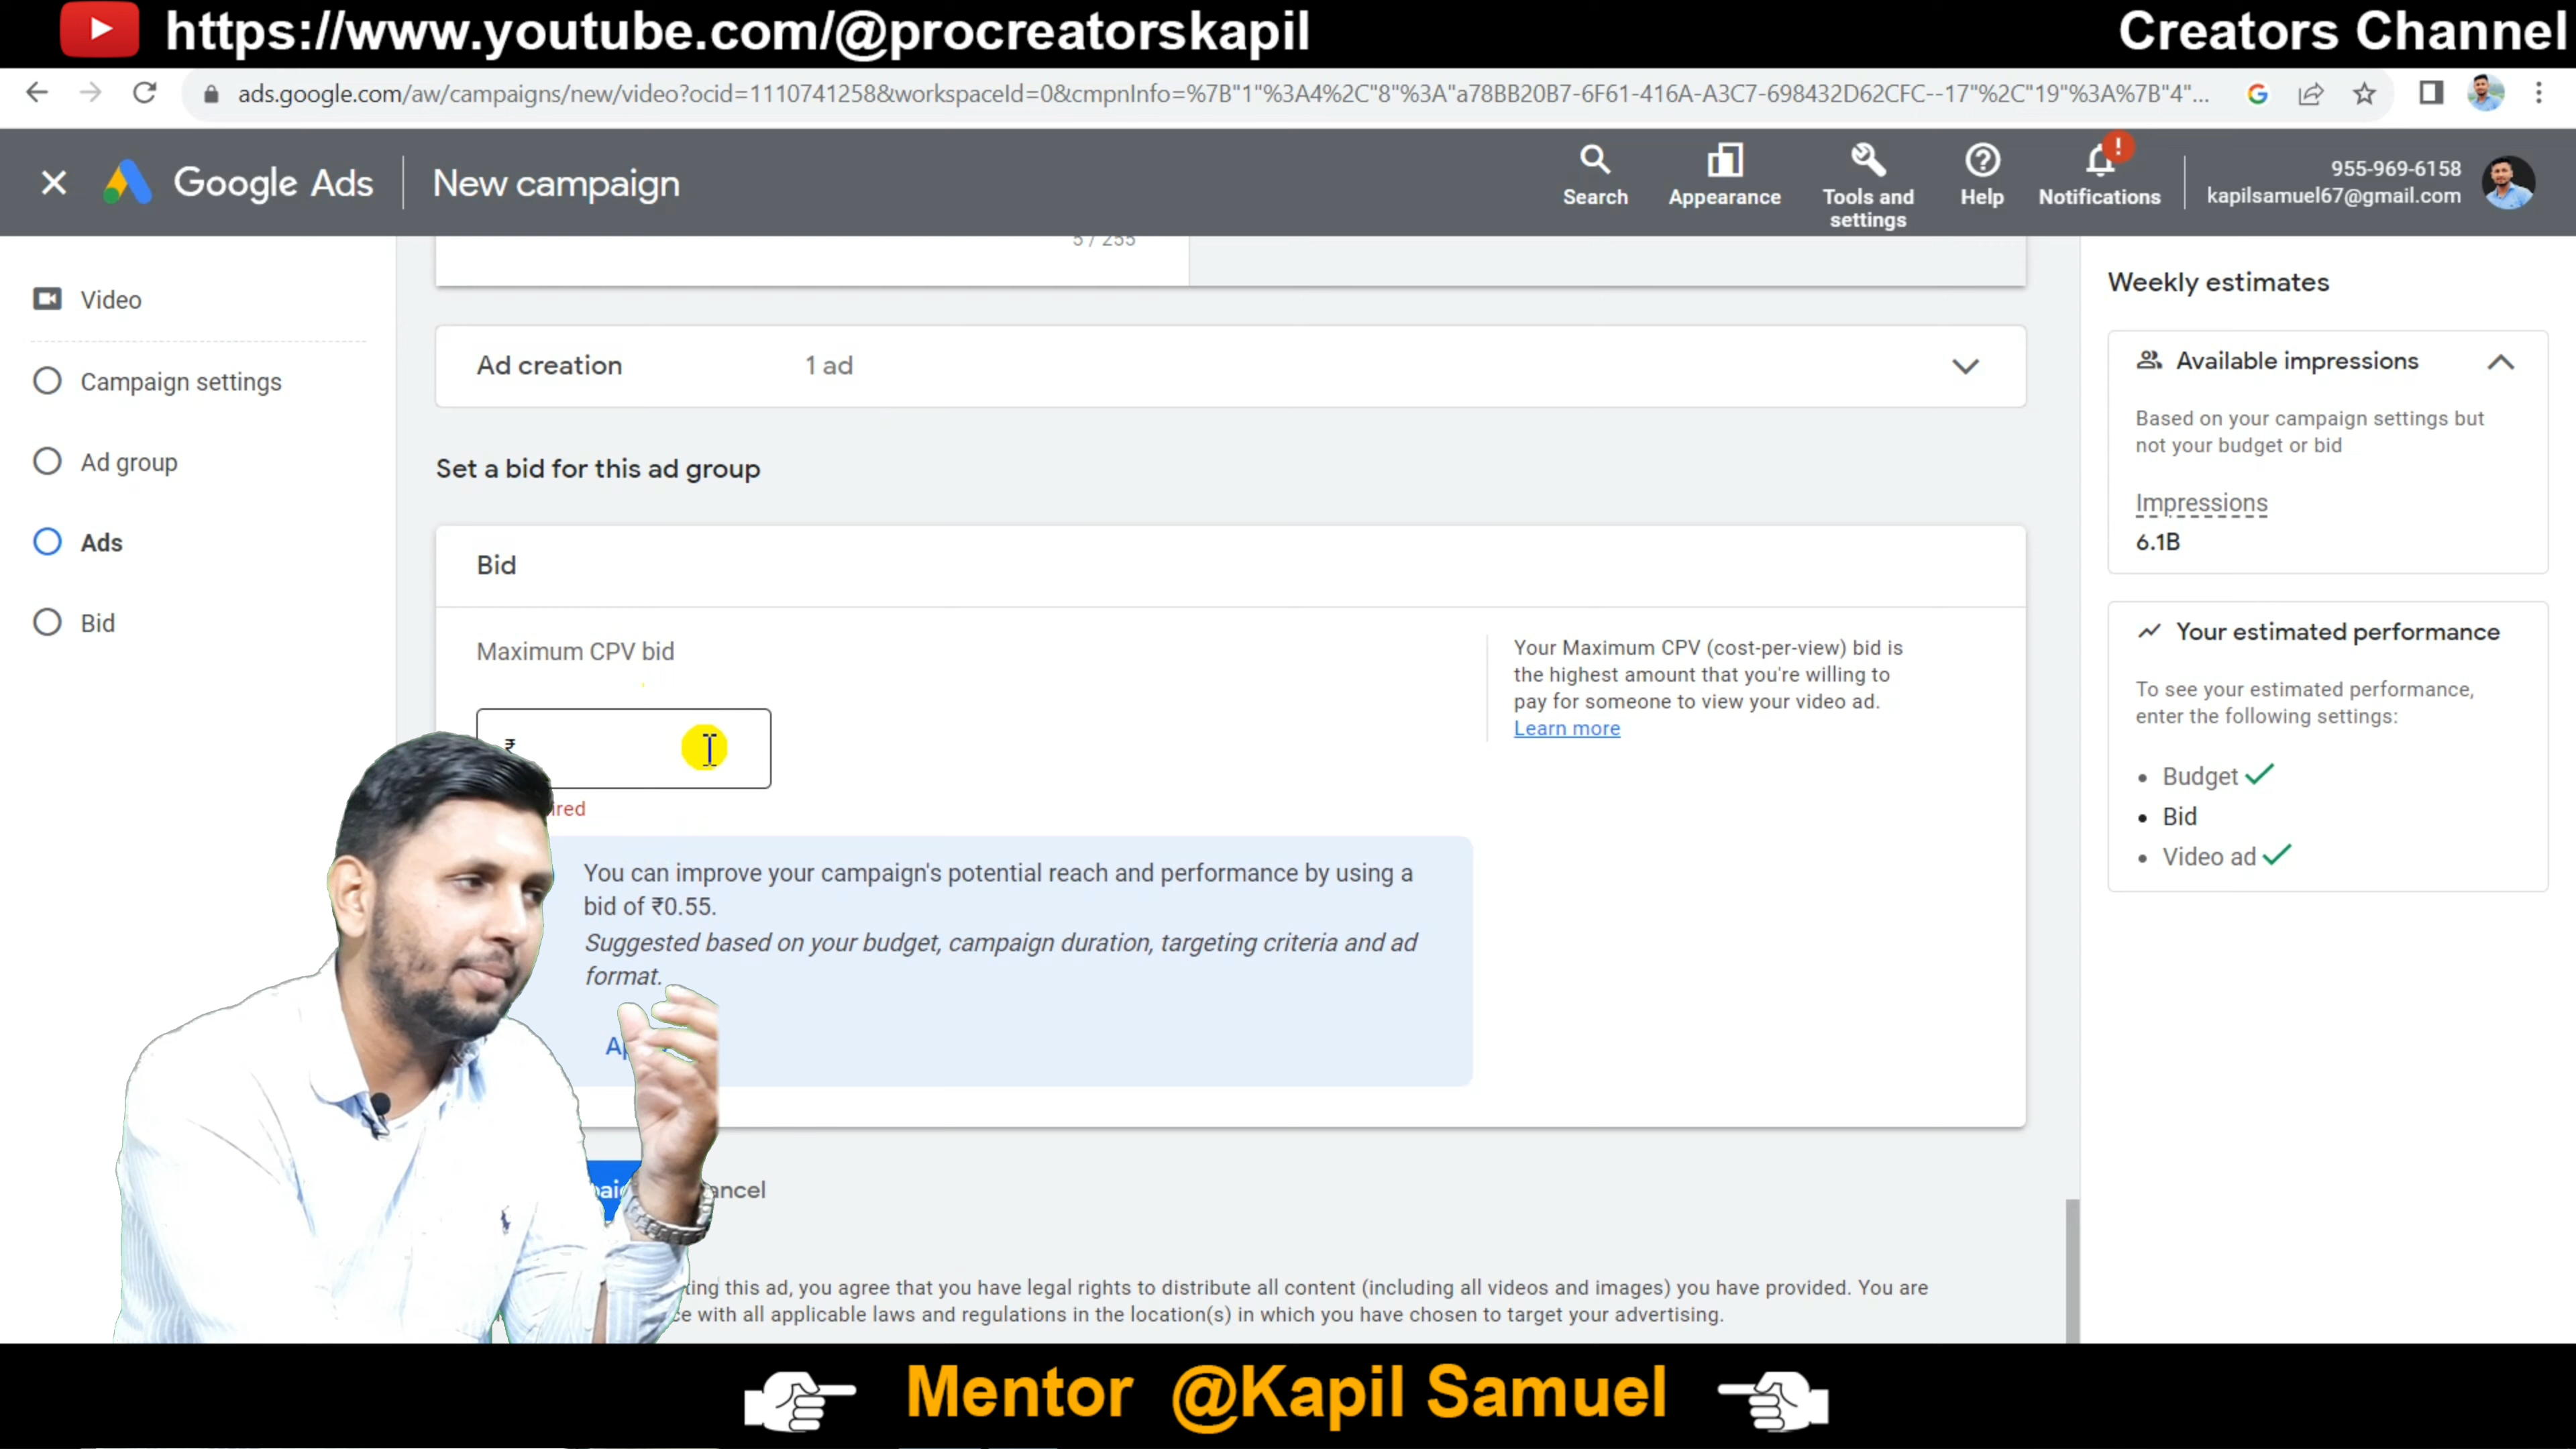 https://www.youtube.com/@procreatorskapil
Creators Channel
ads.google.com/aw/campaigns/new/video?ocid=1110741258&workspaceId=0&cmpnInfo=%7B"1"%3A4%2C"8"%3A"a78BB20B7-6F61-416A-A3C7-698432D62CFC--17"%2C"19"%3A%7B"4"...
Google Ads
New campaign
Search
Appearance
Tools and
settings
Help
Notifications
955-969-6158
kapilsamuel67@gmail.com
5 / 255
Video
Campaign settings
Ad group
Ads
Bid
Ad creation
1 ad
Set a bid for this ad group
Bid
Maximum CPV bid
₹
ired
Your Maximum CPV (cost-per-view) bid is
the highest amount that you're willing to
pay for someone to view your video ad.
Learn more
You can improve your campaign's potential reach and performance by using a
bid of ₹0.55.
Suggested based on your budget, campaign duration, targeting criteria and ad
format.
ancel
ting this ad, you agree that you have legal rights to distribute all content (including all videos and images) you have provided. You are
ce with all applicable laws and regulations in the location(s) in which you have chosen to target your advertising.
Weekly estimates
Available impressions
Based on your campaign settings but
not your budget or bid
Impressions
6.1B
Your estimated performance
To see your estimated performance,
enter the following settings:
• Budget
• Bid
• Video ad
Mentor @Kapil Samuel